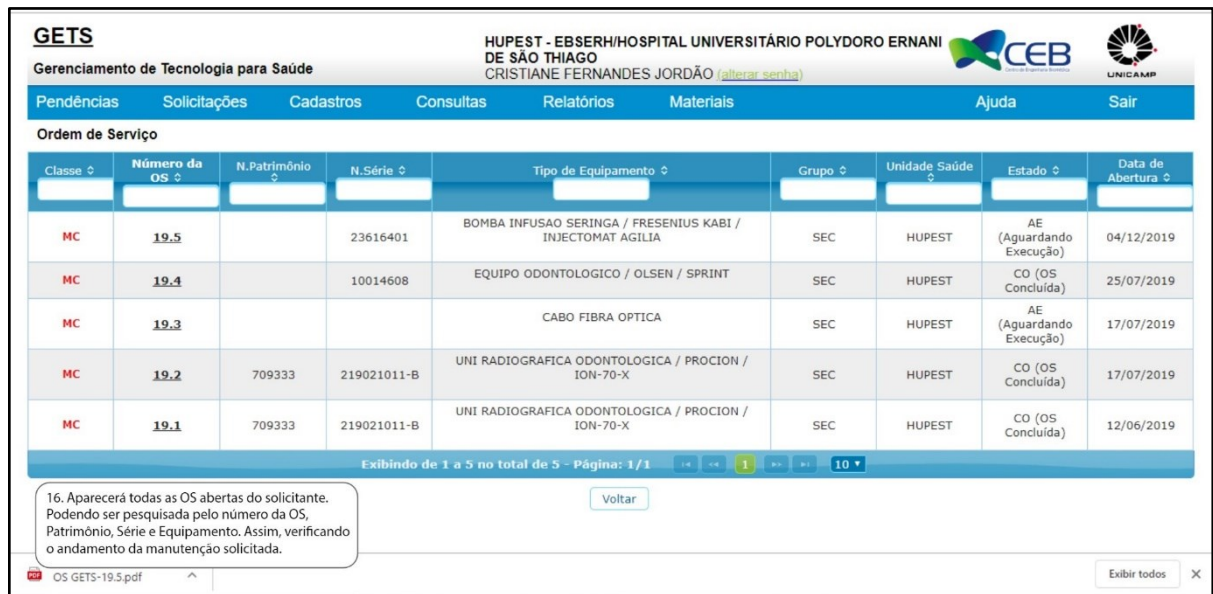 GETS
Gerenciamento de Tecnologia para Saúde
HUPEST - EBSERH/HOSPITAL UNIVERSITÁRIO POLYDORO ERNANI
DE SÃO THIAGO
CRISTIANE FERNANDES JORDÃO (alterar senha)
CEB
UNICAMP
Pendências Solicitações Cadastros Consultas Relatórios Materiais Ajuda Sair
Ordem de Serviço
Classe Número da OS N.Patrimônio N.Série Tipo de Equipamento Grupo Unidade Saúde Estado Data de Abertura
MC 19.5 23616401 BOMBA INFUSAO SERINGA / FRESENIUS KABI / INJECTOMAT AGILIA SEC HUPEST AE (Aguardando Execução) 04/12/2019
MC 19.4 10014608 EQUIPO ODONTOLOGICO / OLSEN / SPRINT SEC HUPEST CO (OS Concluída) 25/07/2019
MC 19.3 CABO FIBRA OPTICA SEC HUPEST AE (Aguardando Execução) 17/07/2019
MC 19.2 709333 219021011-B UNI RADIOGRAFICA ODONTOLOGICA / PROCION / ION-70-X SEC HUPEST CO (OS Concluída) 17/07/2019
MC 19.1 709333 219021011-B UNI RADIOGRAFICA ODONTOLOGICA / PROCION / ION-70-X SEC HUPEST CO (OS Concluída) 12/06/2019
Exibindo de 1 a 5 no total de 5 - Página: 1/1 1 10
Voltar
16. Aparecerá todas as OS abertas do solicitante.
Podendo ser pesquisada pelo número da OS,
Patrimônio, Série e Equipamento. Assim, verificando
o andamento da manutenção solicitada.
PDF OS GETS-19.5.pdf Exibir todos